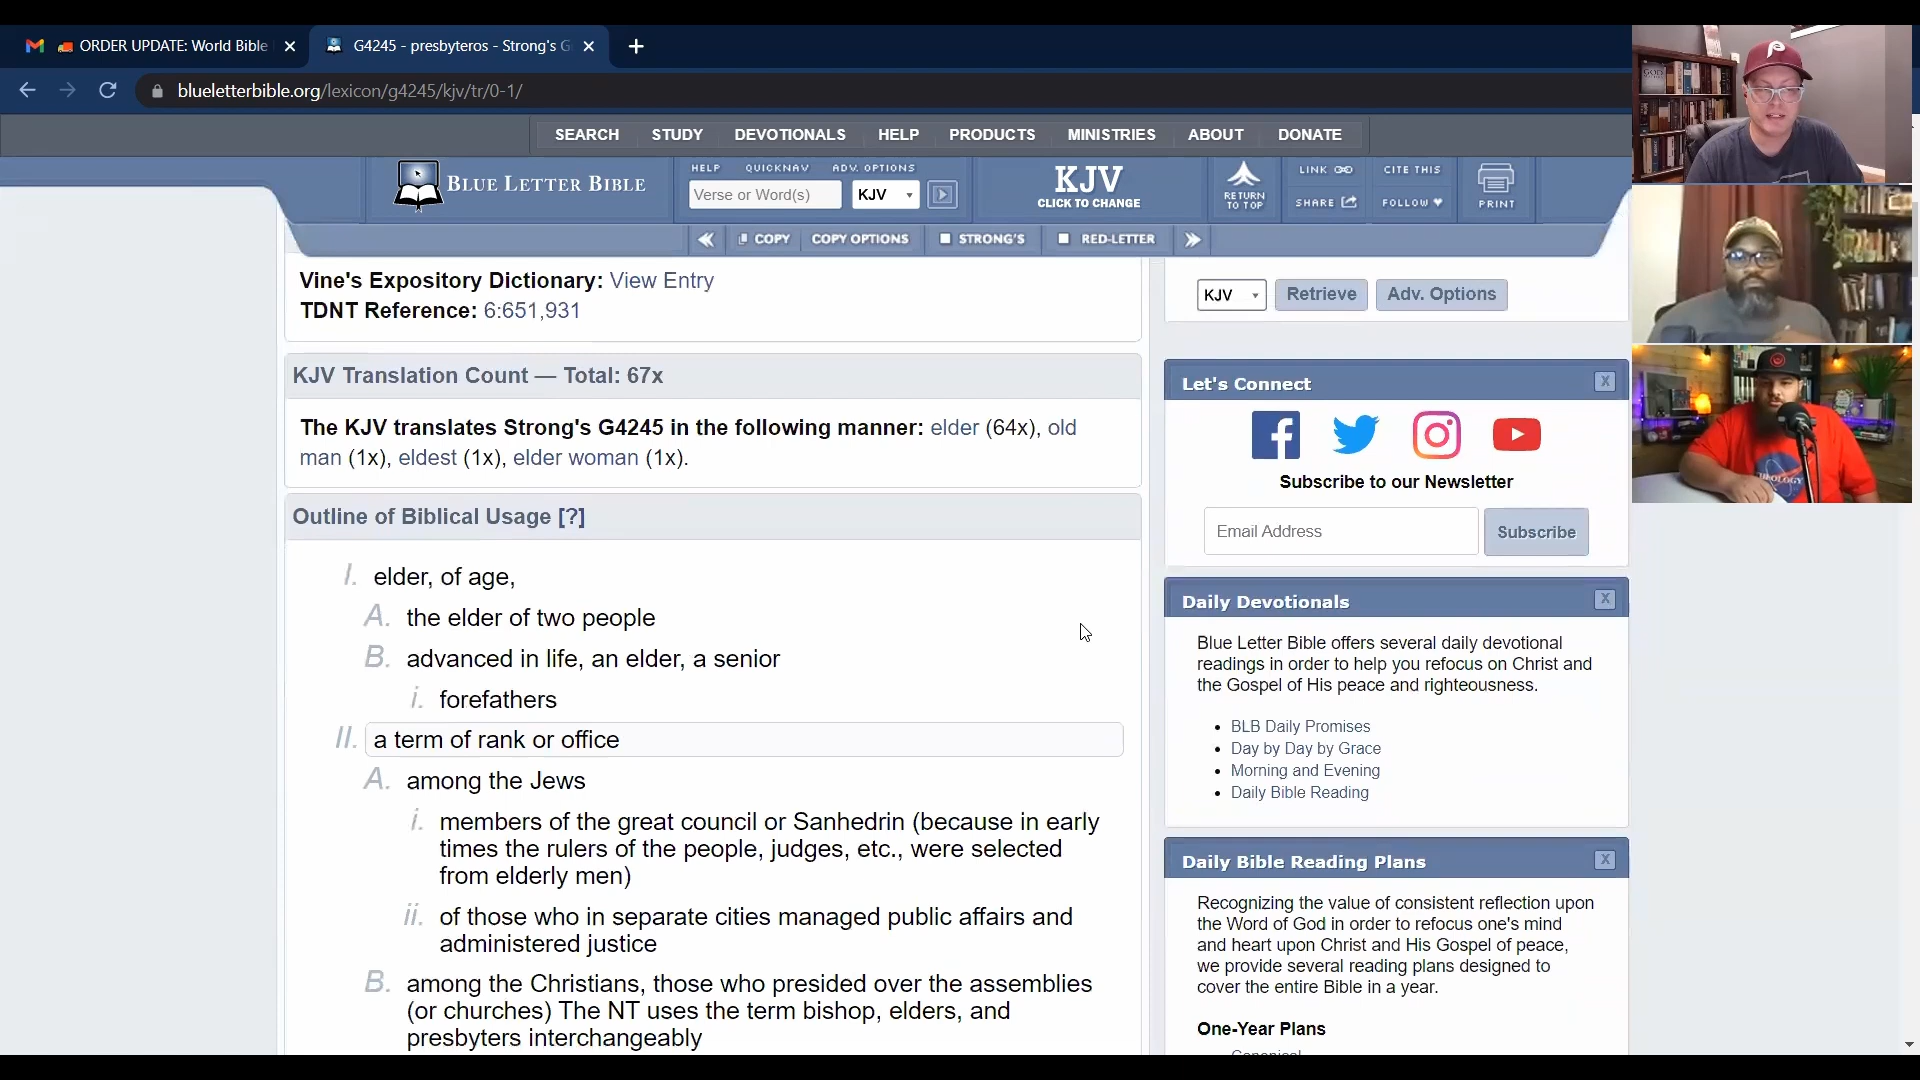 ORDER UPDATE: World Bible
G4245 - presbyteros - Strong's G
blueletterbible.org/lexicon/g4245/kjv/tr/0-1/
SEARCH STUDY DEVOTIONALS HELP PRODUCTS MINISTRIES ABOUT DONATE
BLUE LETTER BIBLE
HELP QUICKNAV ADV. OPTIONS
Verse or Word(s) KJV
KJV
CLICK TO CHANGE
RETURN
TO TOP
LINK CITE THIS
SHARE FOLLOW
PRINT
COPY COPY OPTIONS STRONG'S RED-LETTER
Vine's Expository Dictionary: View Entry
TDNT Reference: 6:651,931
KJV Translation Count — Total: 67x
The KJV translates Strong's G4245 in the following manner: elder (64x), old
man (1x), eldest (1x), elder woman (1x).
Outline of Biblical Usage [?]
I. elder, of age,
A. the elder of two people
B. advanced in life, an elder, a senior
i. forefathers
II. a term of rank or office
A. among the Jews
i. members of the great council or Sanhedrin (because in early
times the rulers of the people, judges, etc., were selected
from elderly men)
ii. of those who in separate cities managed public affairs and
administered justice
B. among the Christians, those who presided over the assemblies
(or churches) The NT uses the term bishop, elders, and
presbyters interchangeably
KJV Retrieve Adv. Options
Let's Connect X
Subscribe to our Newsletter
Email Address Subscribe
Daily Devotionals X
Blue Letter Bible offers several daily devotional
readings in order to help you refocus on Christ and
the Gospel of His peace and righteousness.
• BLB Daily Promises
• Day by Day by Grace
• Morning and Evening
• Daily Bible Reading
Daily Bible Reading Plans X
Recognizing the value of consistent reflection upon
the Word of God in order to refocus one's mind
and heart upon Christ and His Gospel of peace,
we provide several reading plans designed to
cover the entire Bible in a year.
One-Year Plans